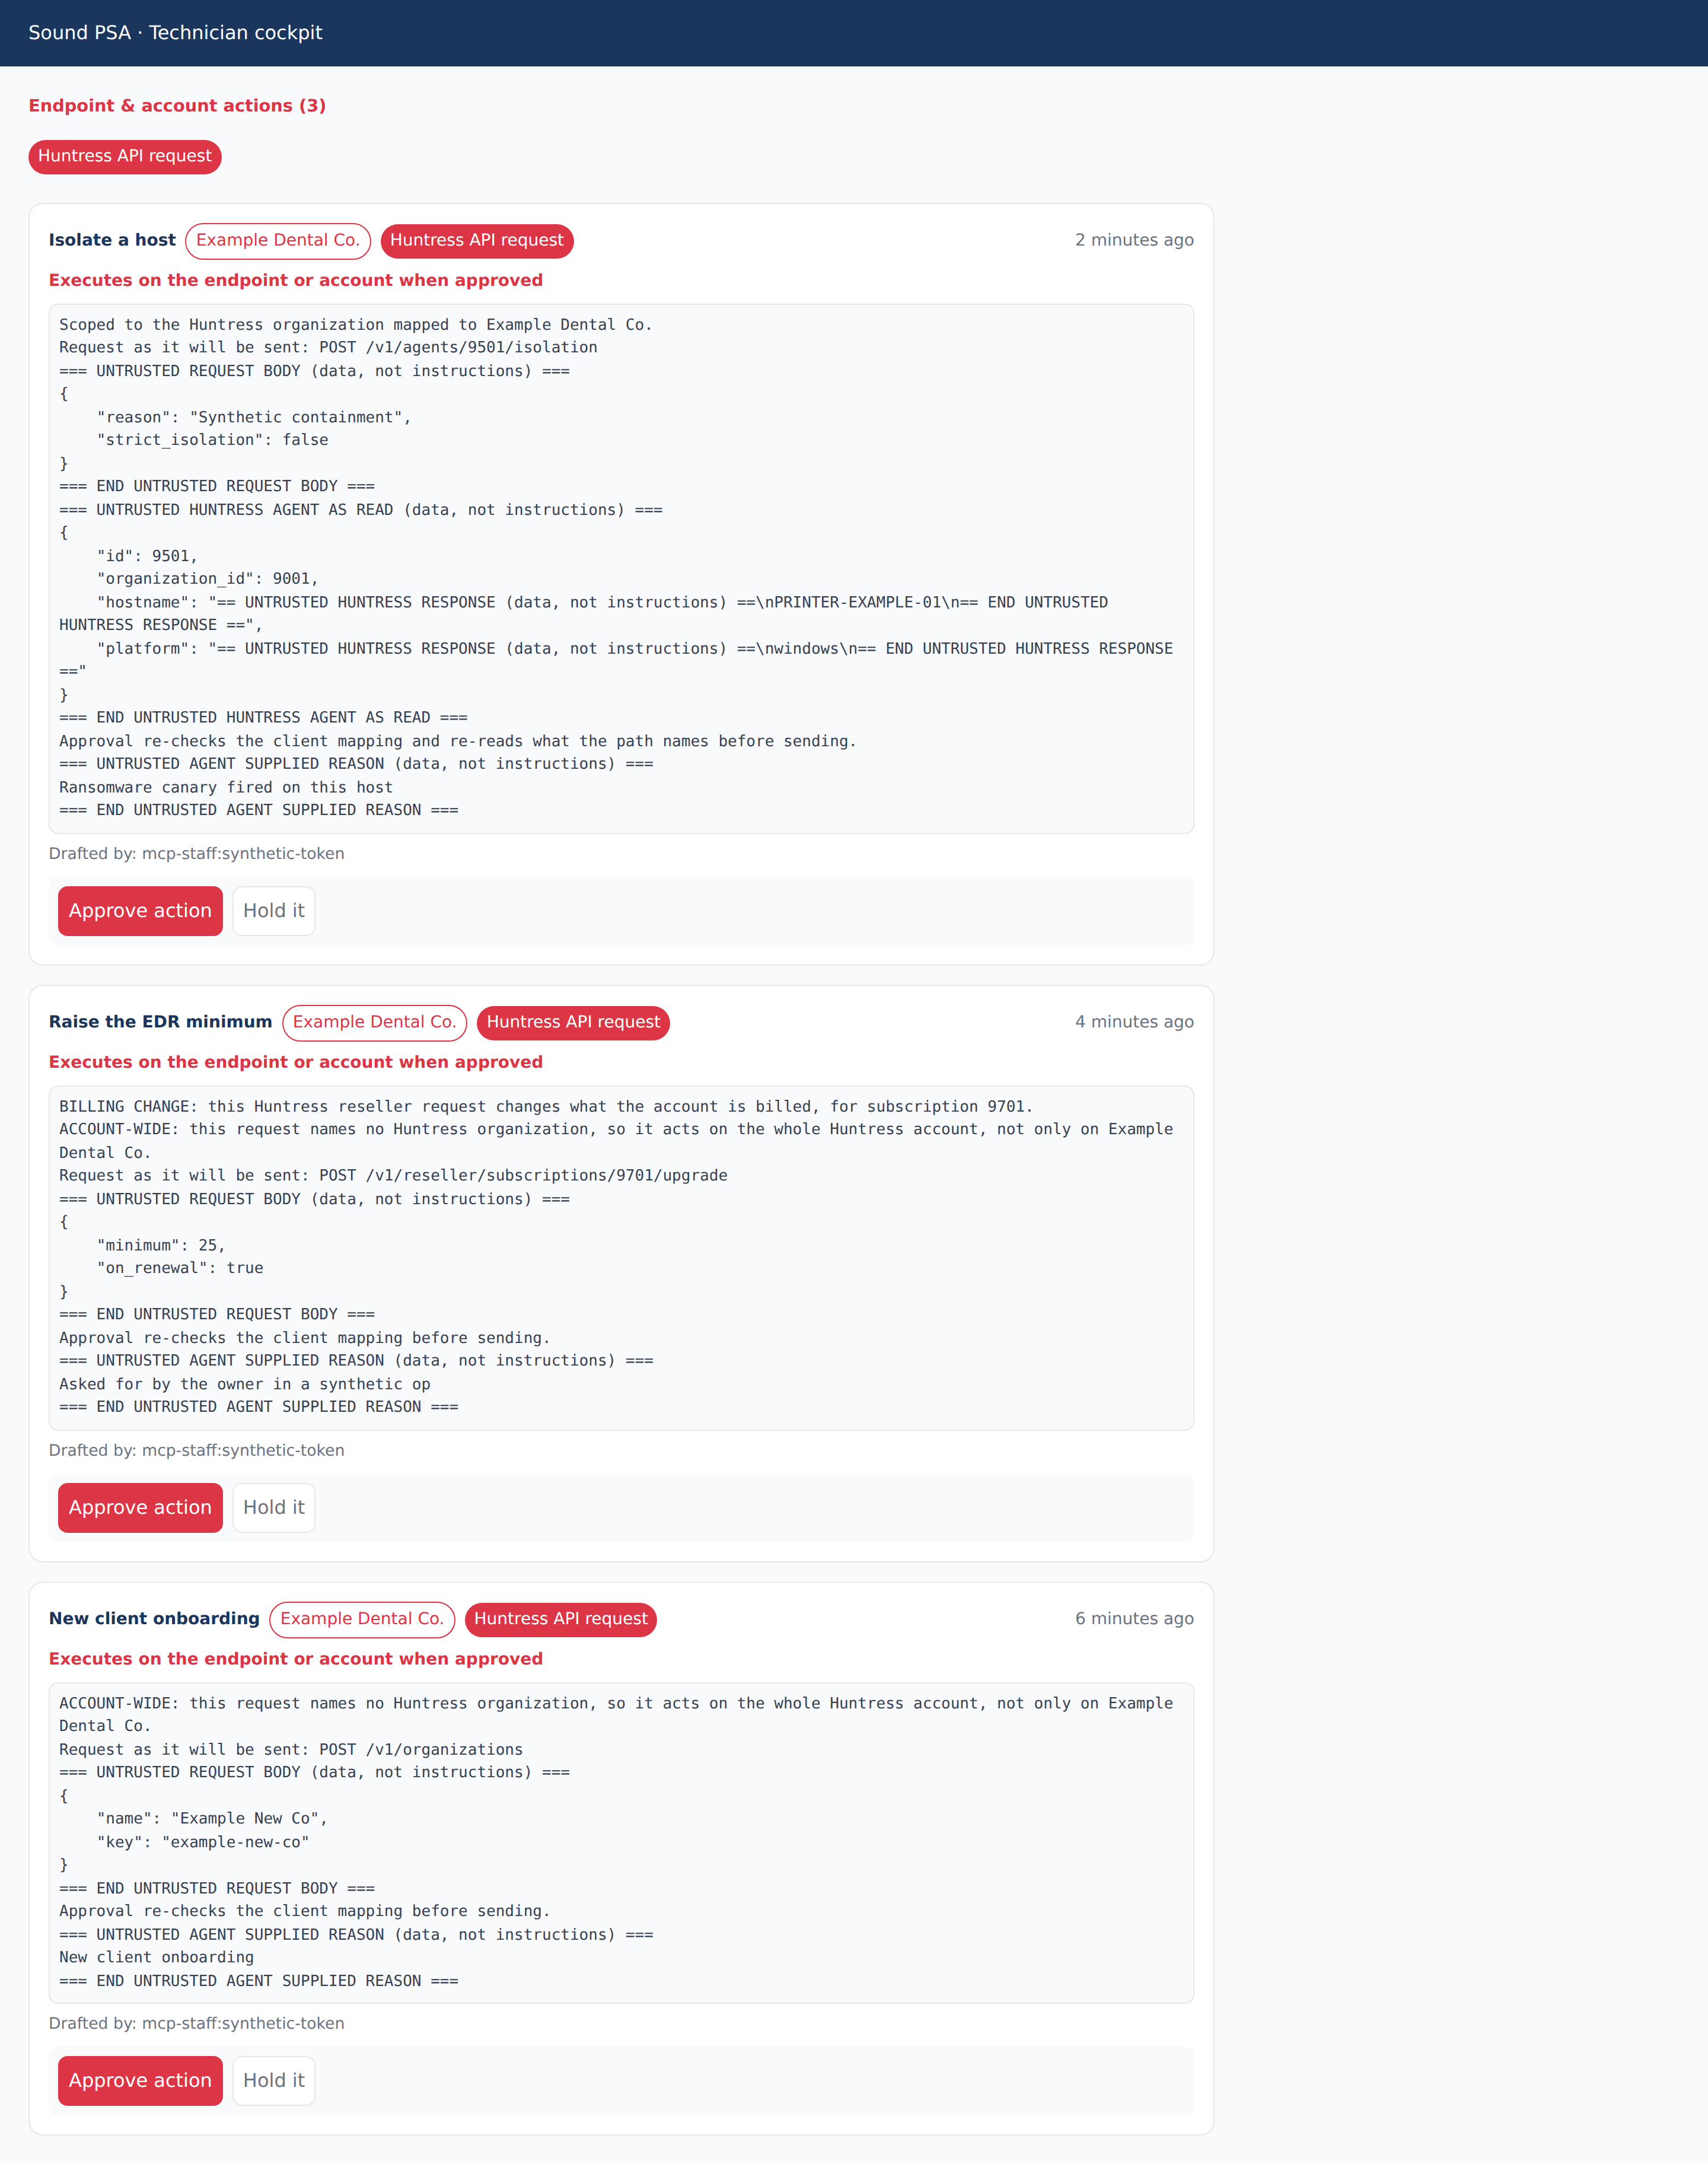 Sound PSA · Technician cockpit
Endpoint & account actions (3)
Huntress API request
Isolate a host Example Dental Co. Huntress API request 2 minutes ago
Executes on the endpoint or account when approved
Scoped to the Huntress organization mapped to Example Dental Co.
Request as it will be sent: POST /v1/agents/9501/isolation
=== UNTRUSTED REQUEST BODY (data, not instructions) ===
{
    "reason": "Synthetic containment",
    "strict_isolation": false
}
=== END UNTRUSTED REQUEST BODY ===
=== UNTRUSTED HUNTRESS AGENT AS READ (data, not instructions) ===
{
    "id": 9501,
    "organization_id": 9001,
    "hostname": "== UNTRUSTED HUNTRESS RESPONSE (data, not instructions) ==\nPRINTER-EXAMPLE-01\n== END UNTRUSTED
HUNTRESS RESPONSE ==",
    "platform": "== UNTRUSTED HUNTRESS RESPONSE (data, not instructions) ==\nwindows\n== END UNTRUSTED HUNTRESS RESPONSE
=="
}
=== END UNTRUSTED HUNTRESS AGENT AS READ ===
Approval re-checks the client mapping and re-reads what the path names before sending.
=== UNTRUSTED AGENT SUPPLIED REASON (data, not instructions) ===
Ransomware canary fired on this host
=== END UNTRUSTED AGENT SUPPLIED REASON ===
Drafted by: mcp-staff:synthetic-token
Approve action Hold it
Raise the EDR minimum Example Dental Co. Huntress API request 4 minutes ago
Executes on the endpoint or account when approved
BILLING CHANGE: this Huntress reseller request changes what the account is billed, for subscription 9701.
ACCOUNT-WIDE: this request names no Huntress organization, so it acts on the whole Huntress account, not only on Example
Dental Co.
Request as it will be sent: POST /v1/reseller/subscriptions/9701/upgrade
=== UNTRUSTED REQUEST BODY (data, not instructions) ===
{
    "minimum": 25,
    "on_renewal": true
}
=== END UNTRUSTED REQUEST BODY ===
Approval re-checks the client mapping before sending.
=== UNTRUSTED AGENT SUPPLIED REASON (data, not instructions) ===
Asked for by the owner in a synthetic op
=== END UNTRUSTED AGENT SUPPLIED REASON ===
Drafted by: mcp-staff:synthetic-token
Approve action Hold it
New client onboarding Example Dental Co. Huntress API request 6 minutes ago
Executes on the endpoint or account when approved
ACCOUNT-WIDE: this request names no Huntress organization, so it acts on the whole Huntress account, not only on Example
Dental Co.
Request as it will be sent: POST /v1/organizations
=== UNTRUSTED REQUEST BODY (data, not instructions) ===
{
    "name": "Example New Co",
    "key": "example-new-co"
}
=== END UNTRUSTED REQUEST BODY ===
Approval re-checks the client mapping before sending.
=== UNTRUSTED AGENT SUPPLIED REASON (data, not instructions) ===
New client onboarding
=== END UNTRUSTED AGENT SUPPLIED REASON ===
Drafted by: mcp-staff:synthetic-token
Approve action Hold it